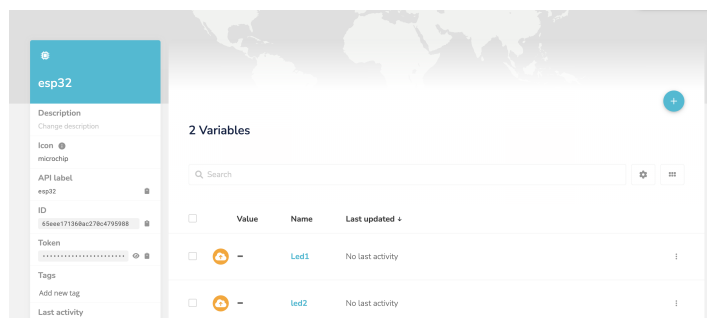 esp32
Description
Change description
Icon
microchip
API label
esp32
ID
65eee171360ac270c4795988
Token
························
Tags
Add new tag
Last activity
2 Variables
Search
Value Name Last updated ↓
– Led1 No last activity
– led2 No last activity